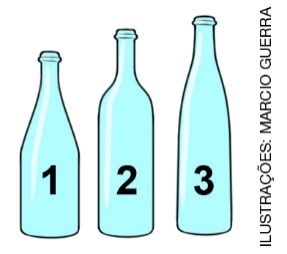 1 2 3
ILUSTRAÇÕES: MARCIO GUERRA